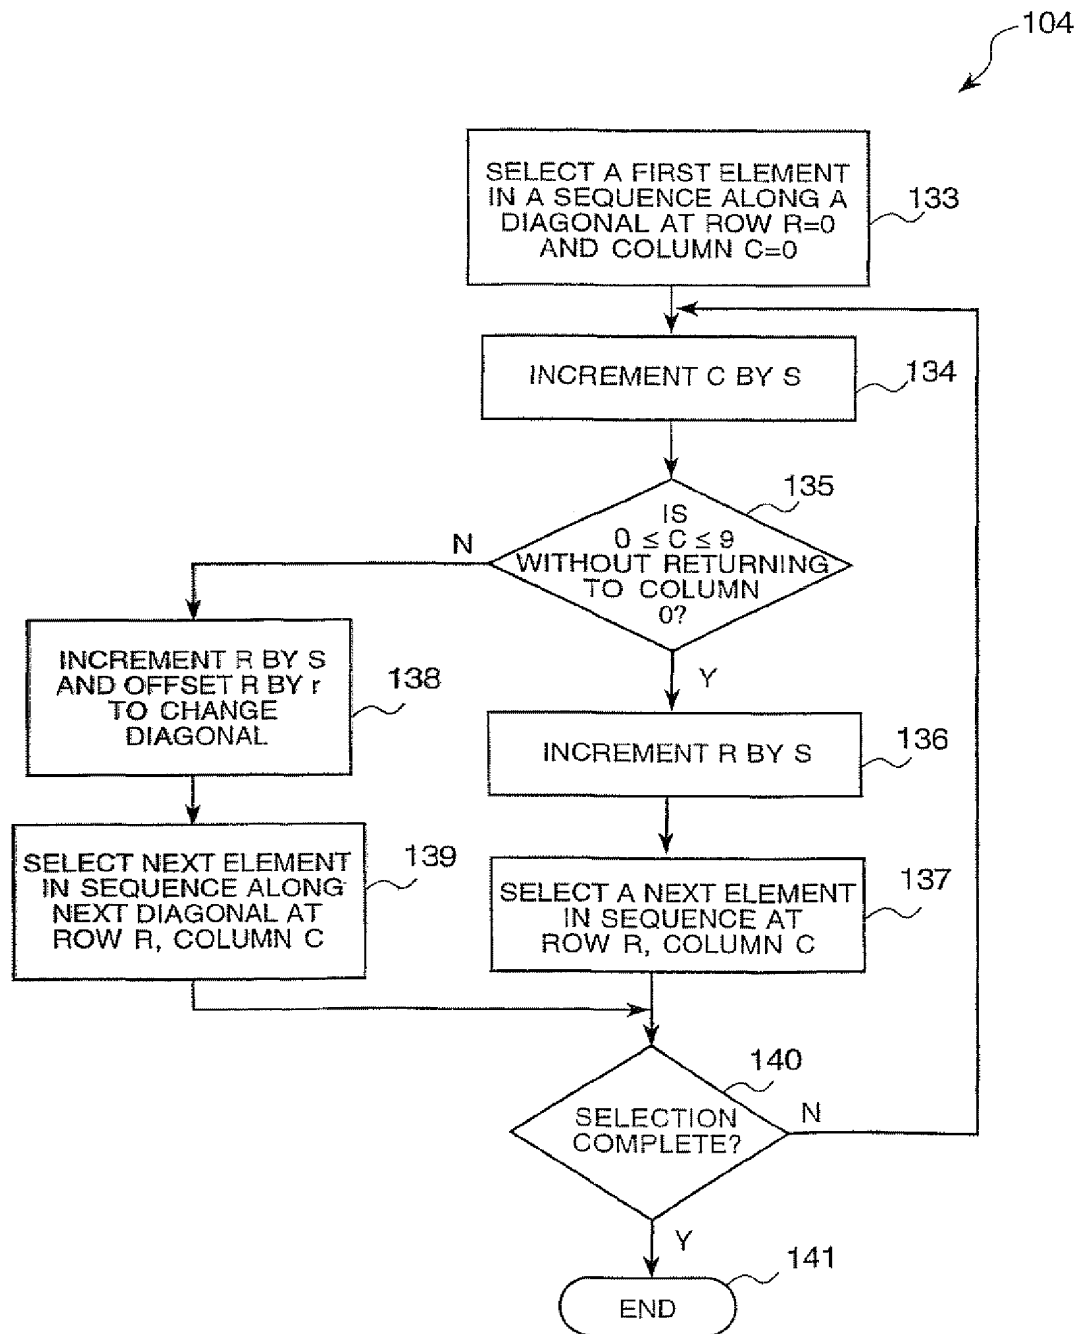 104
SELECT A FIRST ELEMENT
IN A SEQUENCE ALONG A
DIAGONAL AT ROW R=0
AND COLUMN C=0
133
INCREMENT C BY S
134
135
IS
0 ≤ C ≤ 9
WITHOUT RETURNING
TO COLUMN
0?
N
Y
INCREMENT R BY S
AND OFFSET R BY r
TO CHANGE
DIAGONAL
138
INCREMENT R BY S
136
SELECT NEXT ELEMENT
IN SEQUENCE ALONG
NEXT DIAGONAL AT
ROW R, COLUMN C
139
SELECT A NEXT ELEMENT
IN SEQUENCE AT
ROW R, COLUMN C
137
140
SELECTION
COMPLETE?
N
Y
END
141